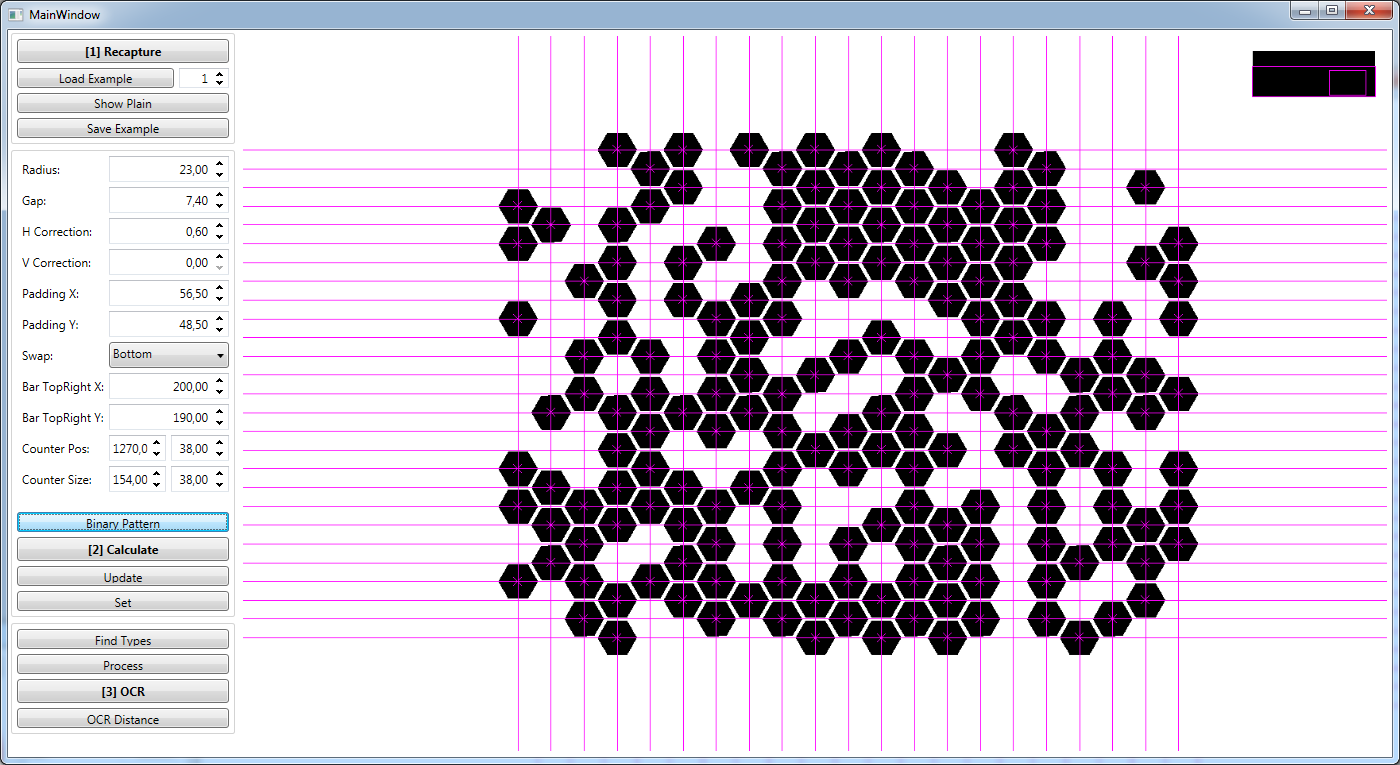 MainWindow
[1] Recapture
Load Example 1
Show Plain
Save Example
Radius: 23,00
Gap: 7,40
H Correction: 0,60
V Correction: 0,00
Padding X: 56,50
Padding Y: 48,50
Swap: Bottom
Bar TopRight X: 200,00
Bar TopRight Y: 190,00
Counter Pos: 1270,0 38,00
Counter Size: 154,00 38,00
Binary Pattern
[2] Calculate
Update
Set
Find Types
Process
[3] OCR
OCR Distance